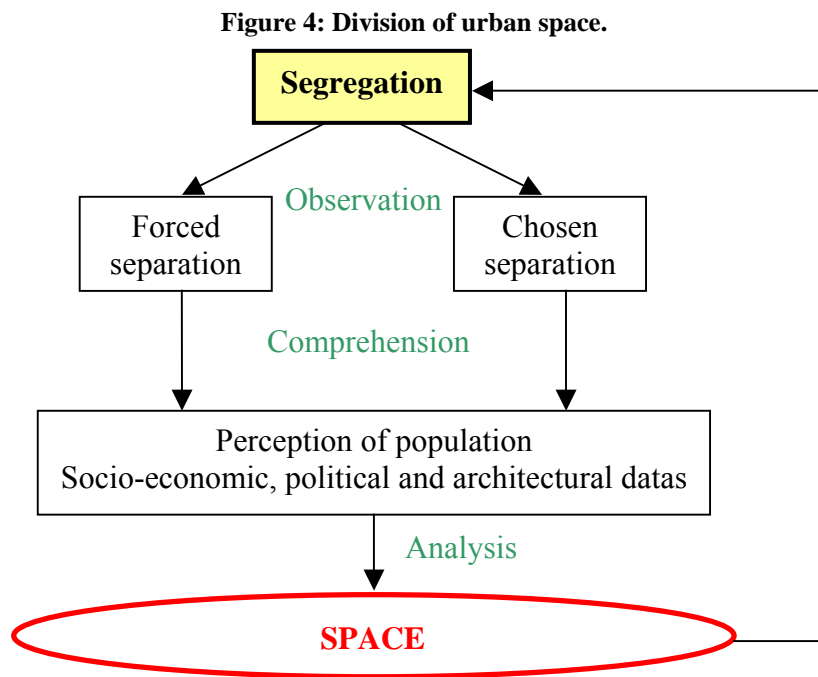 Figure 4: Division of urban space.
Segregation
Observation
Forced
separation
Chosen
separation
Comprehension
Perception of population
Socio-economic, political and architectural datas
Analysis
SPACE